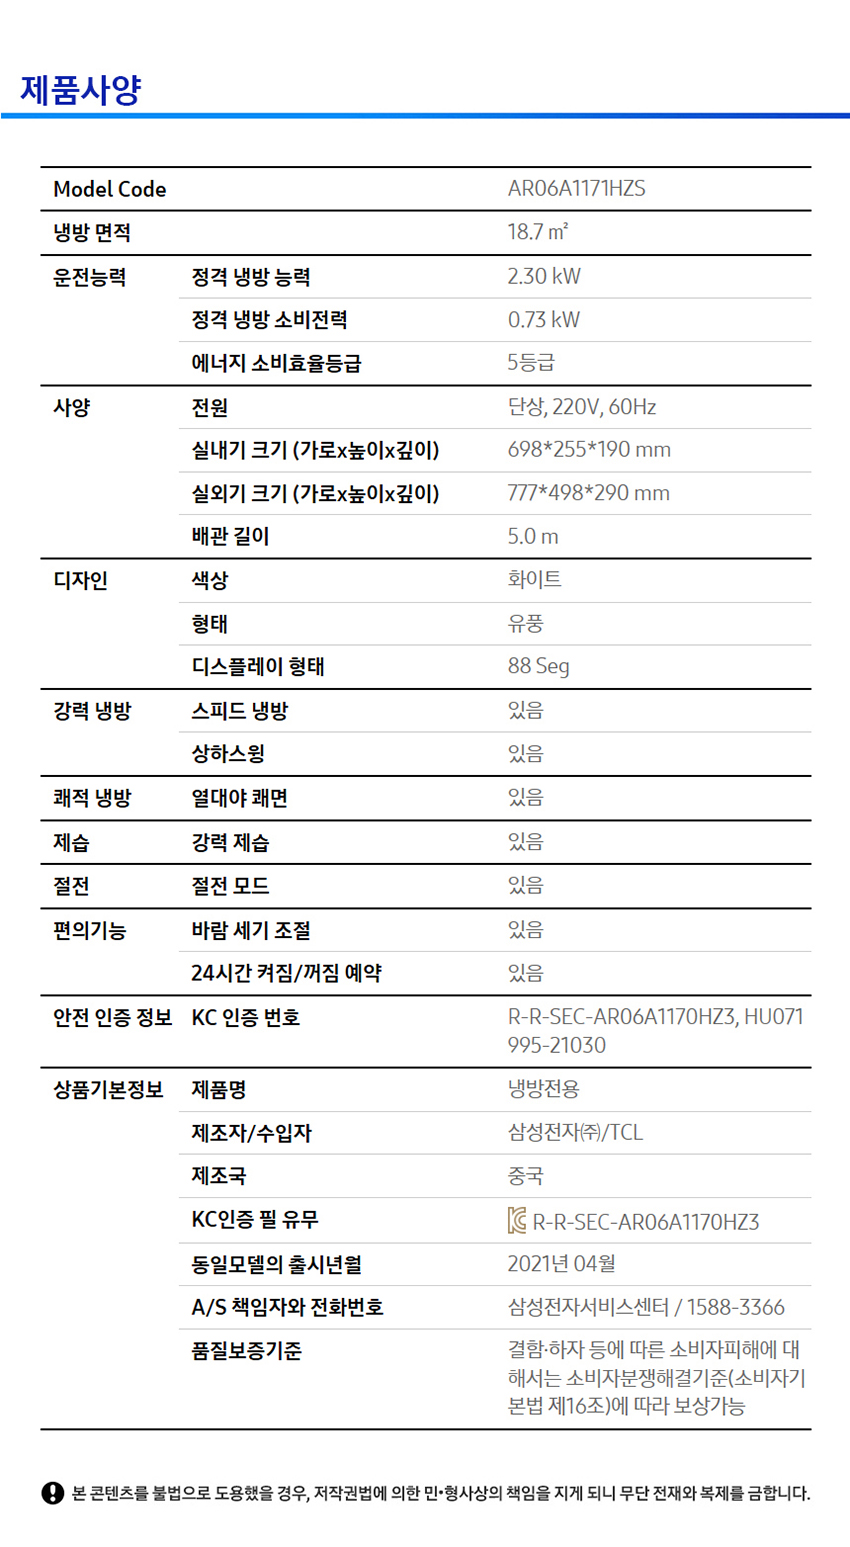 제품사양
Model Code AR06A1171HZS
냉방 면적 18.7 ㎡
운전능력 정격 냉방 능력 2.30 kW
정격 냉방 소비전력 0.73 kW
에너지 소비효율등급 5등급
사양 전원 단상, 220V, 60Hz
실내기 크기 (가로x높이x깊이) 698*255*190 mm
실외기 크기 (가로x높이x깊이) 777*498*290 mm
배관 길이 5.0 m
디자인 색상 화이트
형태 유풍
디스플레이 형태 88 Seg
강력 냉방 스피드 냉방 있음
상하스윙 있음
쾌적 냉방 열대야 쾌면 있음
제습 강력 제습 있음
절전 절전 모드 있음
편의기능 바람 세기 조절 있음
24시간 켜짐/꺼짐 예약 있음
안전 인증 정보 KC 인증 번호 R-R-SEC-AR06A1170HZ3, HU071
995-21030
상품기본정보 제품명 냉방전용
제조자/수입자 삼성전자㈜/TCL
제조국 중국
KC인증 필 유무 KC R-R-SEC-AR06A1170HZ3
동일모델의 출시년월 2021년 04월
A/S 책임자와 전화번호 삼성전자서비스센터 / 1588-3366
품질보증기준 결함·하자 등에 따른 소비자피해에 대
해서는 소비자분쟁해결기준(소비자기
본법 제16조)에 따라 보상가능
본 콘텐츠를 불법으로 도용했을 경우, 저작권법에 의한 민•형사상의 책임을 지게 되니 무단 전재와 복제를 금합니다.